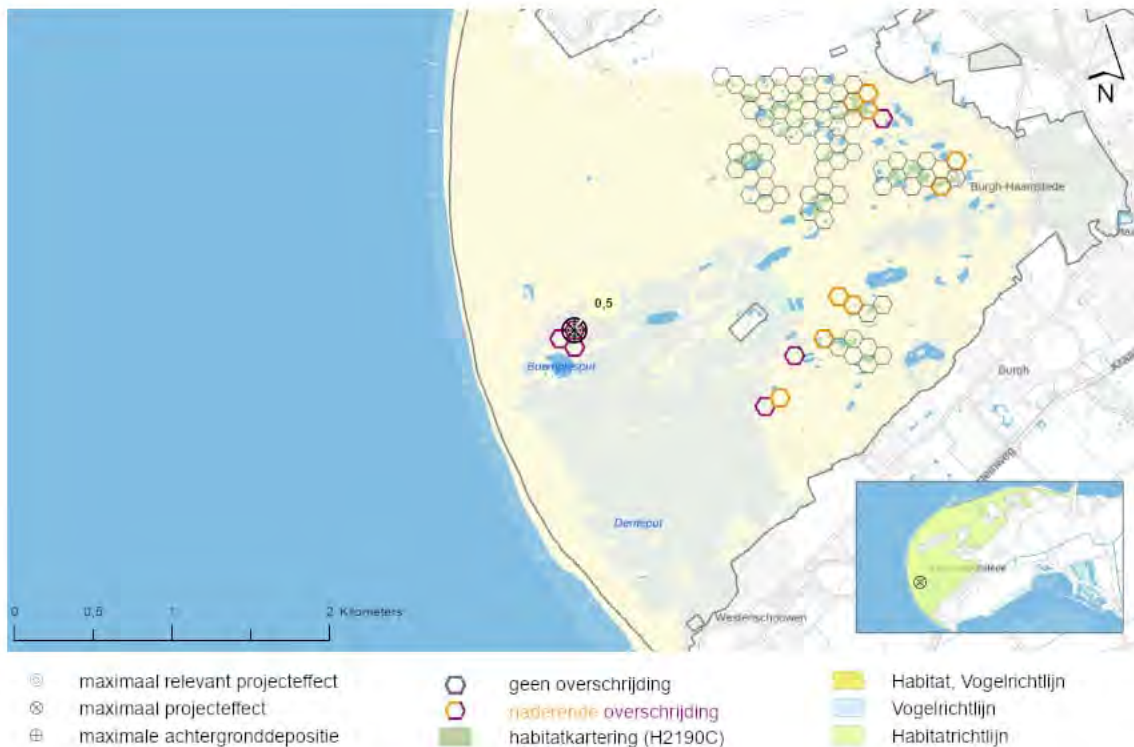 N
Burgh-Haamstede
0,5
Burgh
Westenschouwen
0 0,5 1 2 Kilometers
maximaal relevant projecteffect
maximaal projecteffect
maximale achtergronddepositie
geen overschrijding
naderende overschrijding
habitatkartering (H2190C)
Habitat, Vogelrichtlijn
Vogelrichtlijn
Habitatrichtlijn